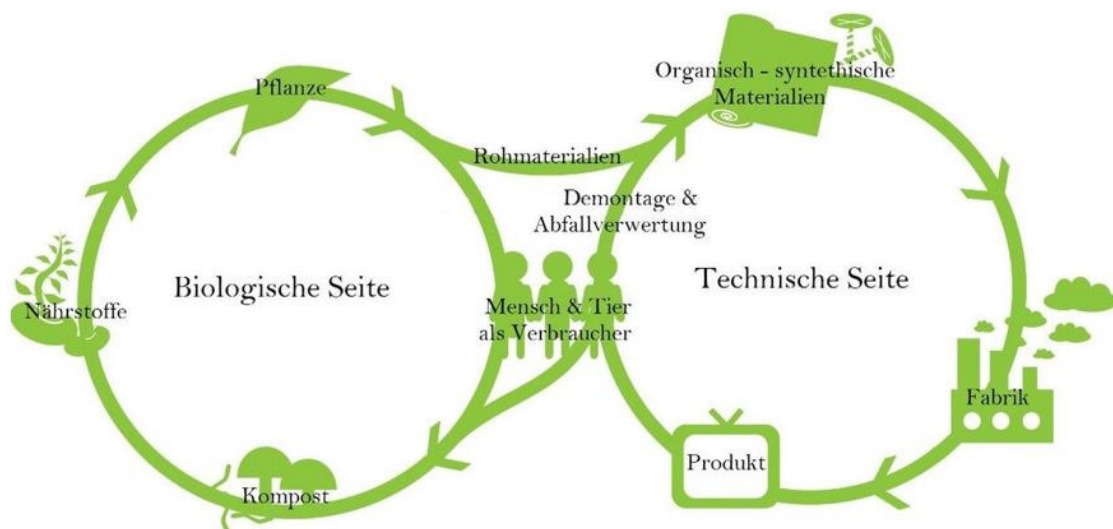 Pflanze
Organisch - syntethische
Materialien
Rohmaterialien
Demontage &
Abfallverwertung
Biologische Seite
Technische Seite
Nährstoffe
Mensch & Tier
als Verbraucher
Fabrik
Produkt
Kompost